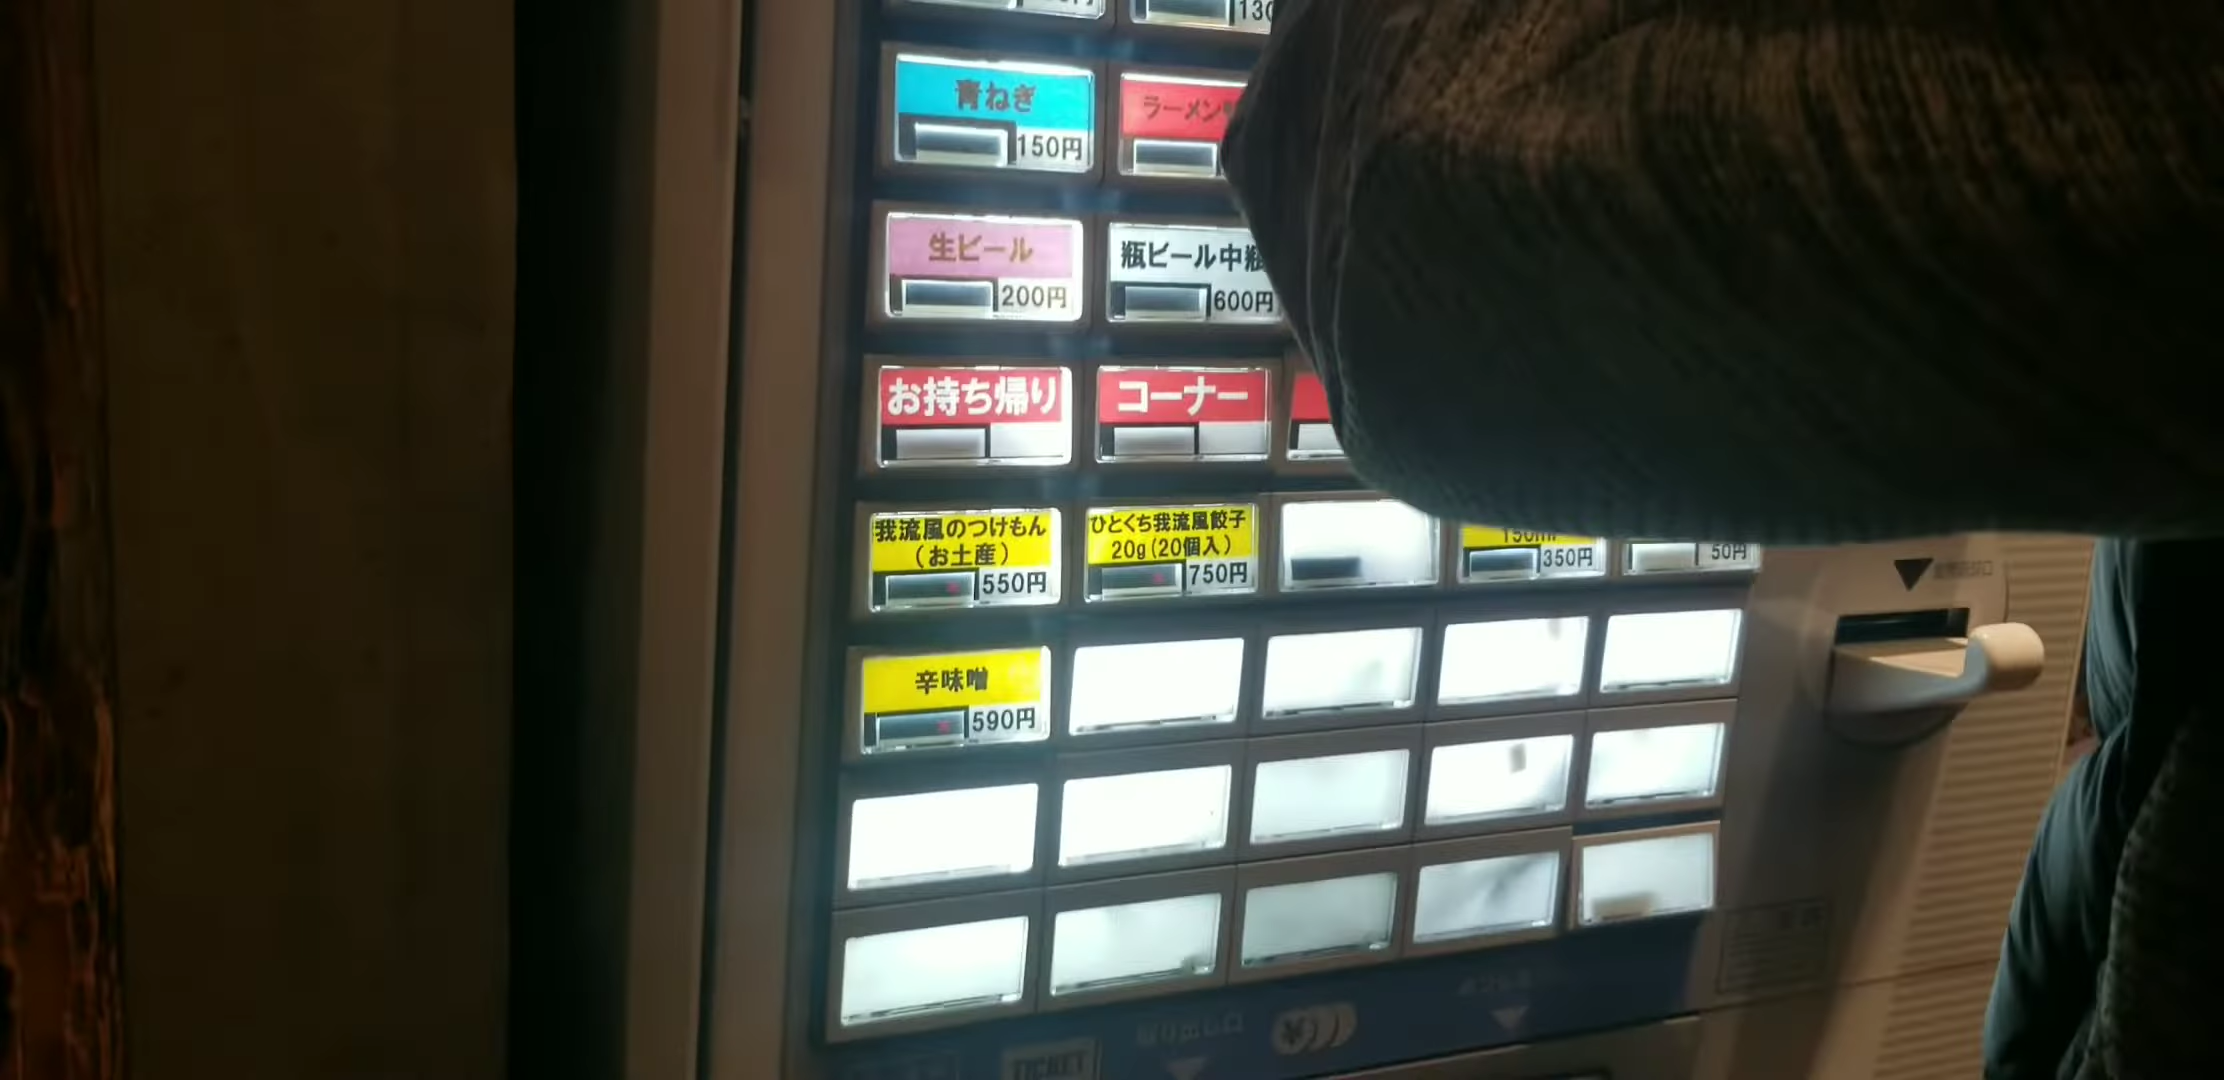 青ねぎ
150円
ラーメン
生ビール
200円
瓶ビール中瓶
600円
お持ち帰り
コーナー
我流風のつけもん
(お土産)
550円
ひとくち我流風餃子
20g(20個入)
750円
350円
50円
辛味噌
590円
TICKET